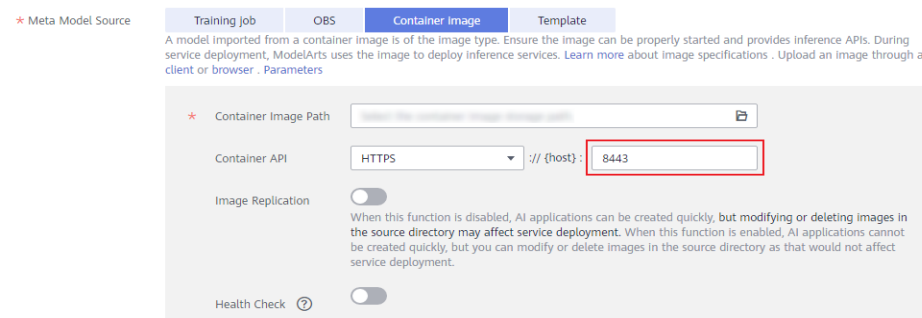 * Meta Model Source
Training job OBS Container Image Template
A model imported from a container image is of the image type. Ensure the image can be properly started and provides inference APIs. During
service deployment, ModelArts uses the image to deploy inference services. Learn more about image specifications . Upload an image through a
client or browser . Parameters
* Container Image Path
Container API HTTPS :// {host} : 8443
Image Replication
When this function is disabled, AI applications can be created quickly, but modifying or deleting images in
the source directory may affect service deployment. When this function is enabled, AI applications cannot
be created quickly, but you can modify or delete images in the source directory as that would not affect
service deployment.
Health Check ?